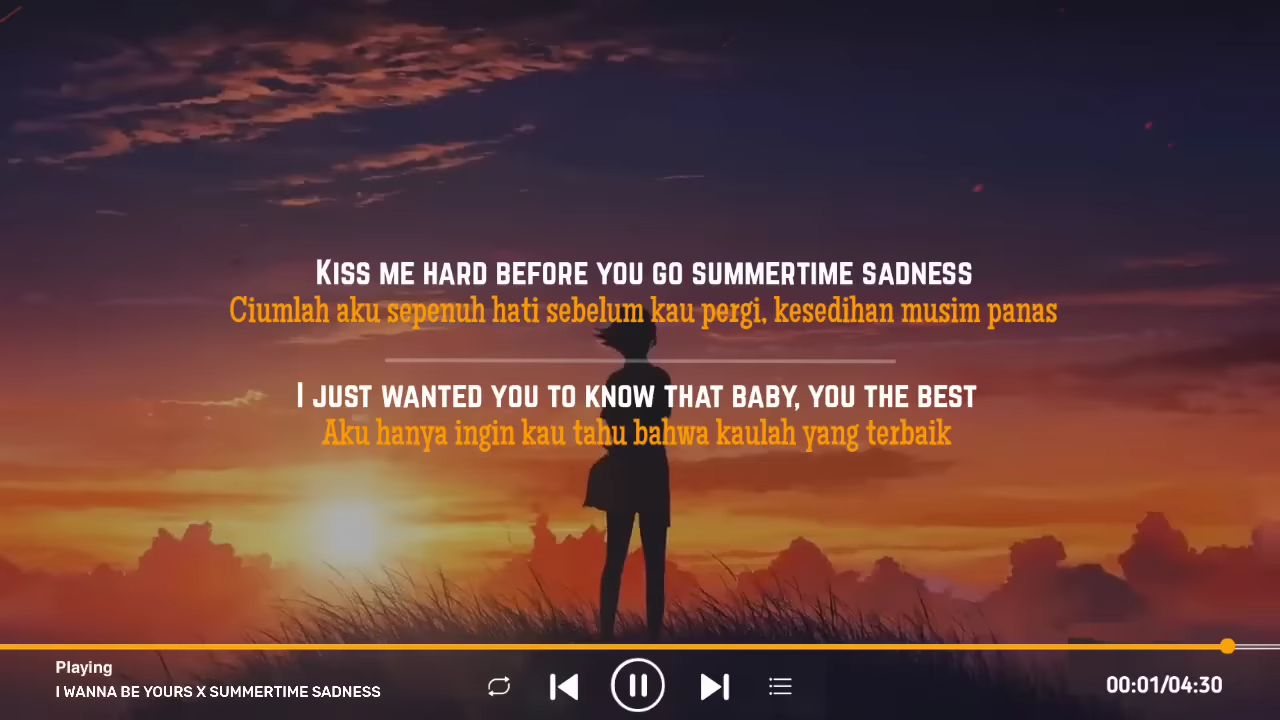 Kiss me hard before you go summertime sadness
Ciumlah aku sepenuh hati sebelum kau pergi, kesedihan musim panas
I just wanted you to know that baby, you the best
Aku hanya ingin kau tahu bahwa kaulah yang terbaik
Playing
I WANNA BE YOURS X SUMMERTIME SADNESS
00:01/04:30